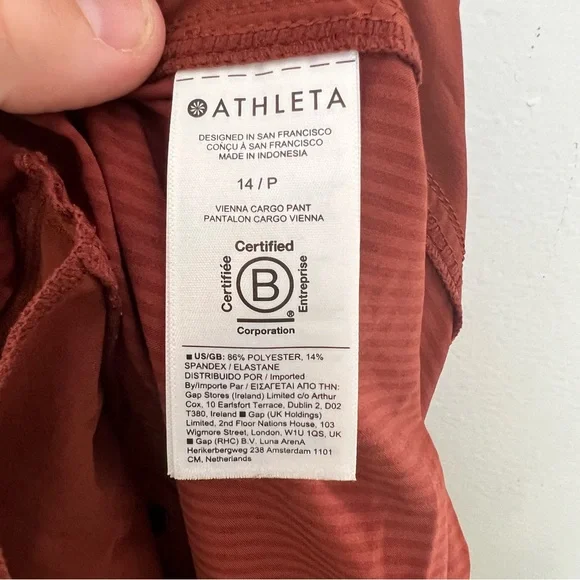 ATHLETA
DESIGNED IN SAN FRANCISCO
CONÇU À SAN FRANCISCO
MADE IN INDONESIA
14 / P
VIENNA CARGO PANT
PANTALON CARGO VIENNA
Certified
Certifiée
B
Entreprise
®
Corporation
■ US/GB: 86% POLYESTER, 14%
SPANDEX / ELASTANE
DISTRIBUIDO POR / Imported
By/Importe Par / ΕΙΣΑΓΕΤΑΙ ΑΠΟ ΤΗΝ:
Gap Stores (Ireland) Limited c/o Arthur
Cox, 10 Earlsfort Terrace, Dublin 2, D02
T380, Ireland ■ Gap (UK Holdings)
Limited, 2nd Floor Nations House, 103
Wigmore Street, London, W1U 1QS, UK
■ Gap (RHC) B.V. Luna ArenA
Herikerbergweg 238 Amsterdam 1101
CM, Netherlands